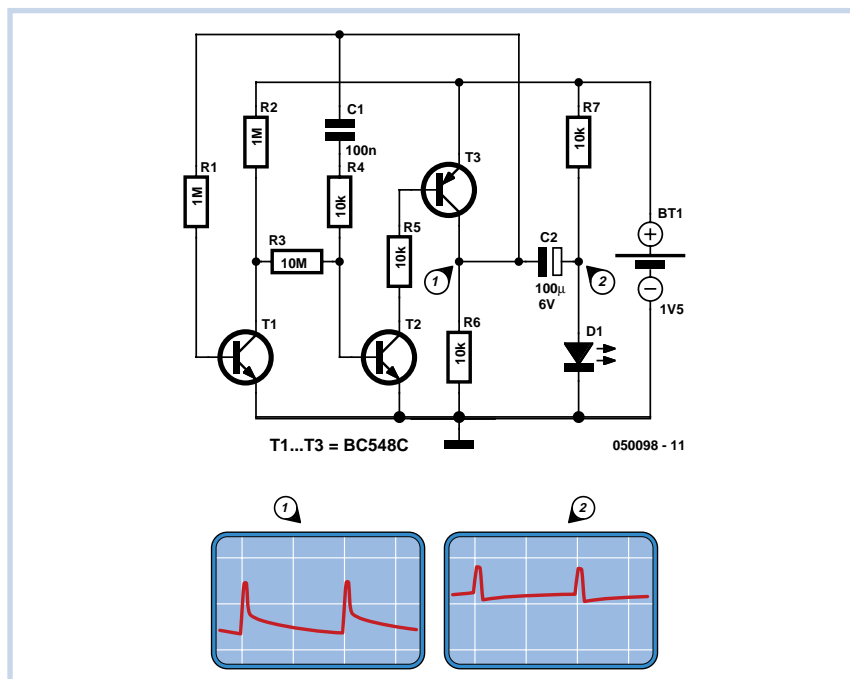 R2
1M
C1
100n
R7
10k
T3
R1
1M
R4
10k
BT1
R3
10M
R5
10k
C2
100µ
6V
1
2
1V5
T1
T2
R6
10k
D1
T1...T3 = BC548C
050098 - 11
1
2